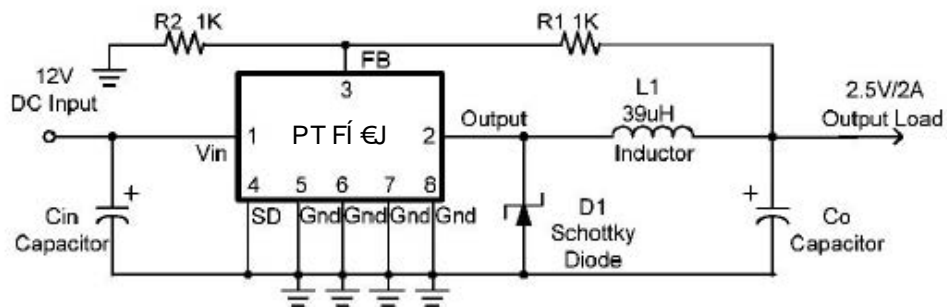 R2 1K
R1 1K
FB
3
12V
DC Input
L1
39uH
Inductor
2.5V/2A
Output Load
1
PT FÍ €J
2
Output
Vin
4 5 6 7 8
SD Gnd Gnd Gnd Gnd
+
Cin
Capacitor
D1
Schottky
Diode
+
Co
Capacitor